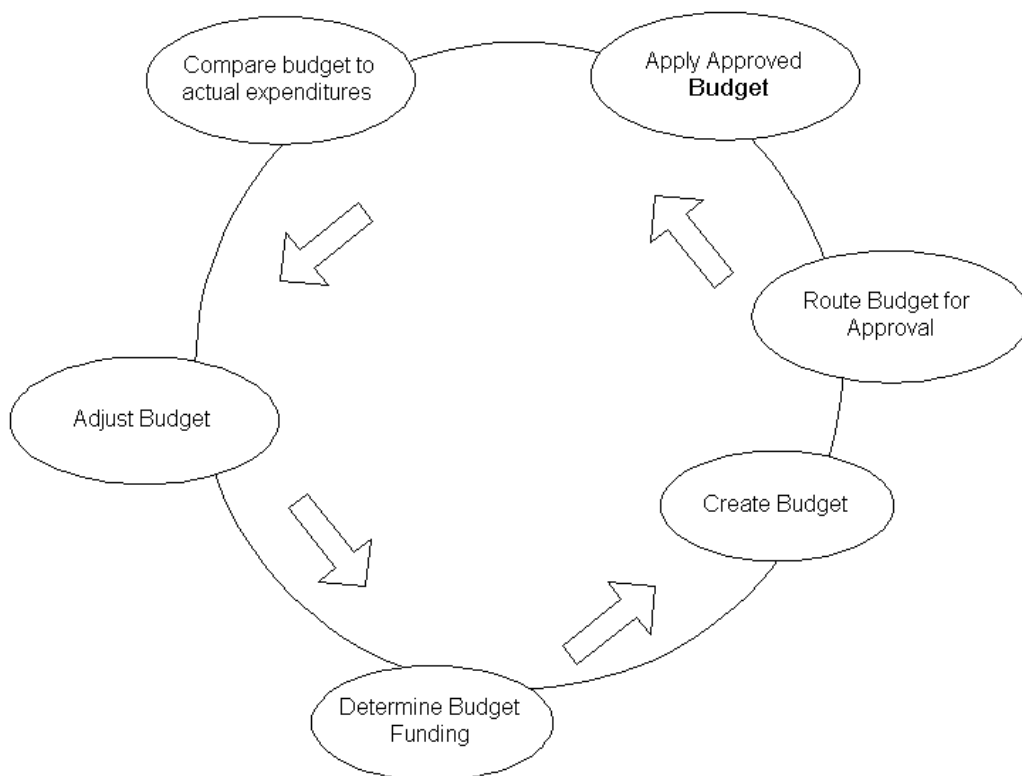 Compare budget to
actual expenditures
Apply Approved
Budget
Route Budget for
Approval
Adjust Budget
Create Budget
Determine Budget
Funding